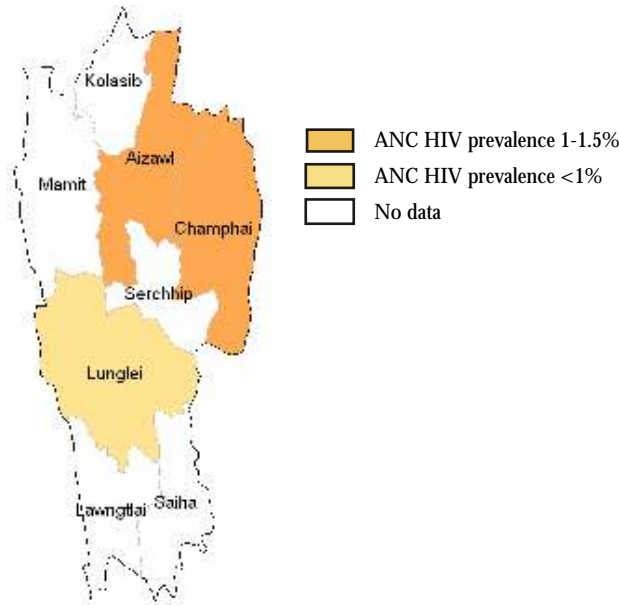 Kolasib
Aizawl
Mamit
Champhai
Serchhip
Lunglei
Saiha
Lawngtlai
ANC HIV prevalence 1-1.5%
ANC HIV prevalence <1%
No data